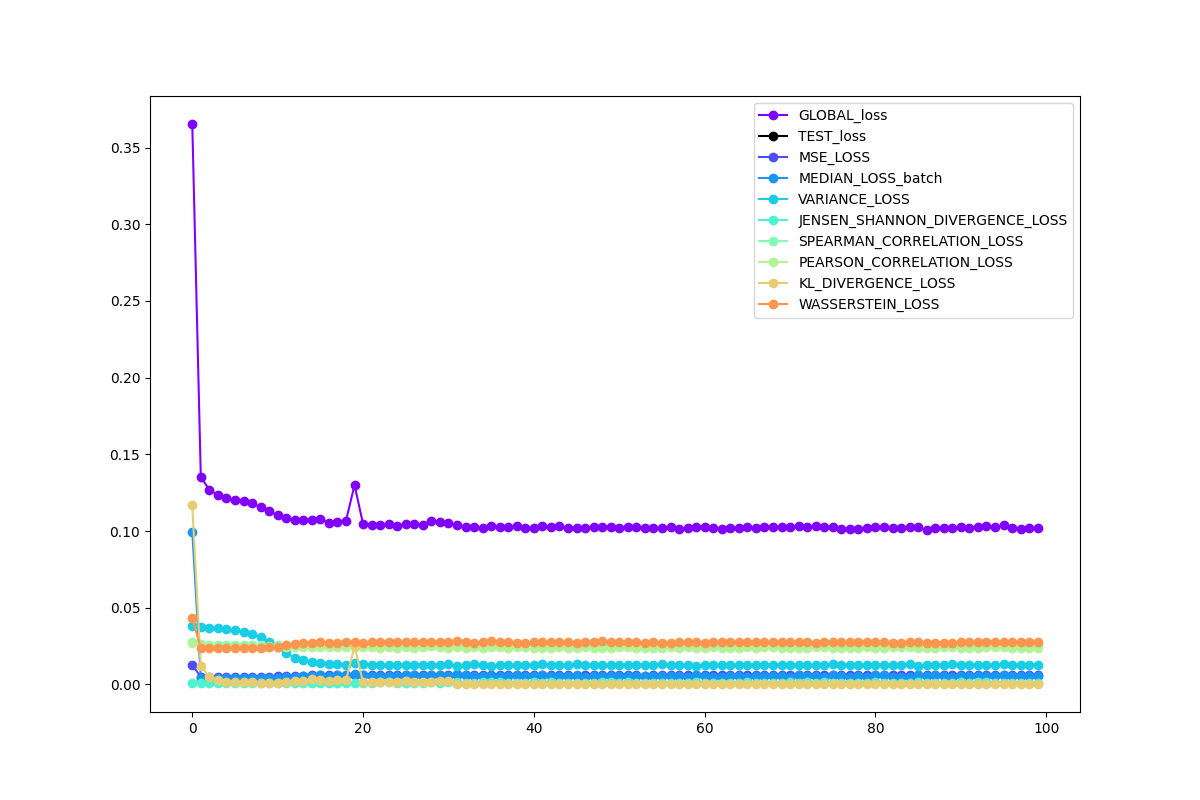 GLOBAL_loss
TEST_loss
MSE_LOSS
MEDIAN_LOSS_batch
VARIANCE_LOSS
JENSEN_SHANNON_DIVERGENCE_LOSS
SPEARMAN_CORRELATION_LOSS
PEARSON_CORRELATION_LOSS
KL_DIVERGENCE_LOSS
WASSERSTEIN_LOSS
0.35
0.30
0.25
0.20
0.15
0.10
0.05
0.00
0 20 40 60 80 100